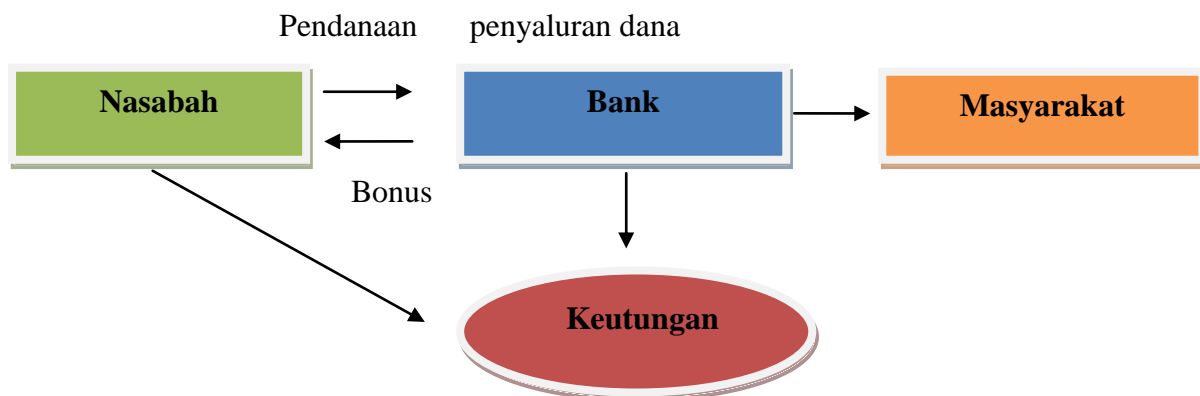 Pendanaan penyaluran dana
Nasabah
Bank
Masyarakat
Bonus
Keutungan